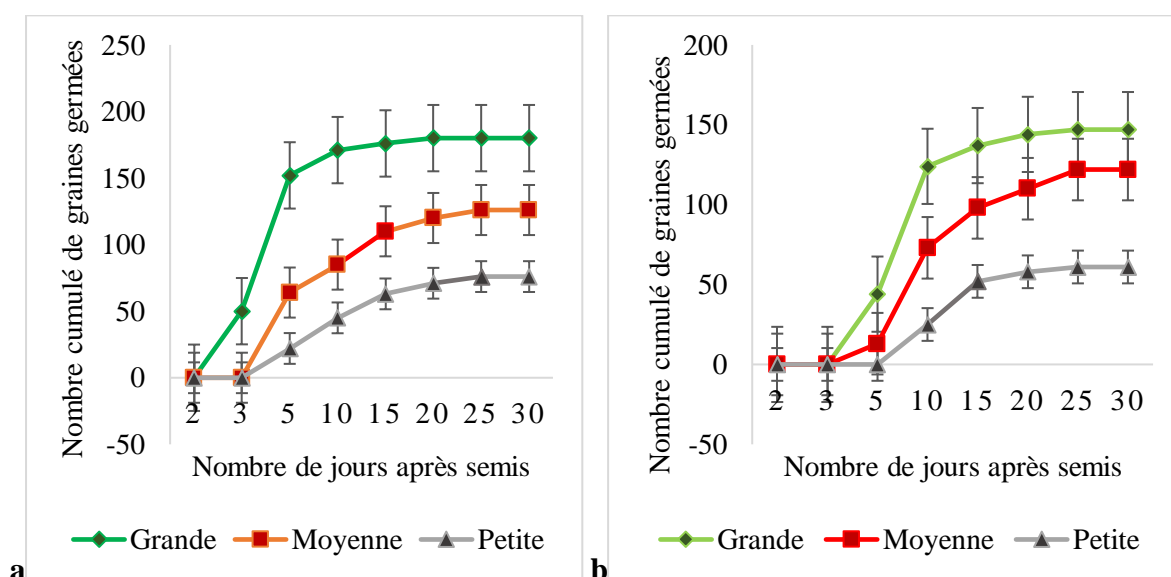 Nombre cumulé de graines germées
250
200
150
100
50
0
-50
2 3 5 10 15 20 25 30
Nombre de jours après semis
Grande Moyenne Petite
a
Nombre cumulé de graines germées
200
150
100
50
0
-50
2 3 5 10 15 20 25 30
Nombre de jours après semis
Grande Moyenne Petite
b